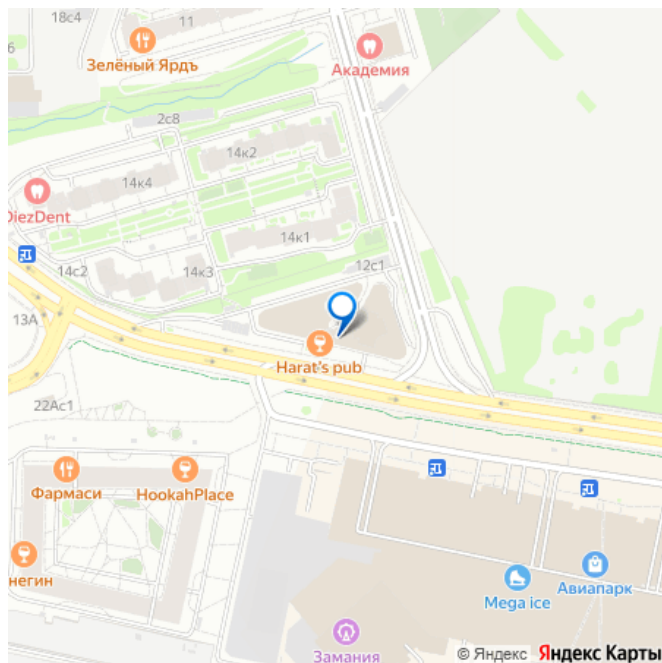 18с4
11
6
Зелёный Ярдъ
Академия
2с8
14к2
14к4
DiezDent
14к1
14с2
14к3
12с1
13А
Harat's pub
22Ас1
Фармаси
HookahPlace
негин
Mega ice
Авиапарк
Замания
© Яндекс Яндекс Карты